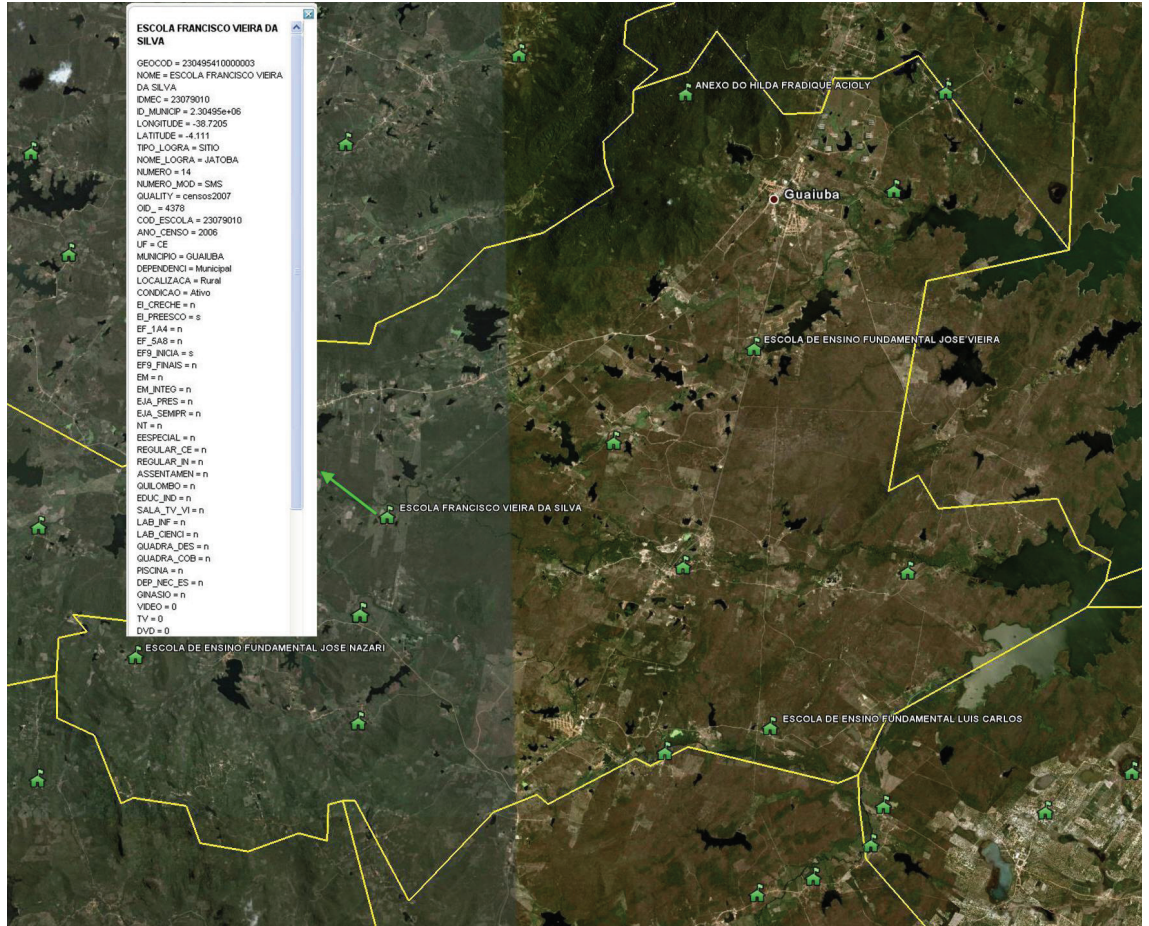 ESCOLA FRANCISCO VIEIRA DA
SILVA
GEOCOD = 230495410000003
NOME = ESCOLA FRANCISCO VIEIRA
DA SILVA
IDMEC = 23079010
ID_MUNICIP = 2.30495e+06
LONGITUDE = -38.7205
LATITUDE = -4.111
TIPO_LOGRA = SITIO
NOME_LOGRA = JATOBA
NUMERO = 14
NUMERO_MOD = SMS
QUALITY = censos2007
OID_ = 4378
COD_ESCOLA = 23079010
ANO_CENSO = 2006
UF = CE
MUNICIPIO = GUAIUBA
DEPENDENCI = Municipal
LOCALIZACA = Rural
CONDICAO = Ativo
EI_CRECHE = n
EI_PREESCO = s
EF_1A4 = n
EF_5A8 = n
EF9_INICIA = s
EF9_FINAIS = n
EM = n
EM_INTEG = n
EJA_PRES = n
EJA_SEMIPR = n
NT = n
EESPECIAL = n
REGULAR_CE = n
REGULAR_IN = n
ASSENTAMEN = n
QUILOMBO = n
EDUC_IND = n
SALA_TV_VI = n
LAB_INF = n
LAB_CIENCI = n
QUADRA_DES = n
QUADRA_COB = n
PISCINA = n
DEP_NEC_ES = n
GINASIO = n
VIDEO = 0
TV = 0
DVD = 0
ANEXO DO HILDA FRADIQUE ACIOLY
Guaiuba
ESCOLA DE ENSINO FUNDAMENTAL JOSE VIEIRA
ESCOLA FRANCISCO VIEIRA DA SILVA
ESCOLA DE ENSINO FUNDAMENTAL JOSE NAZARI
ESCOLA DE ENSINO FUNDAMENTAL LUIS CARLOS